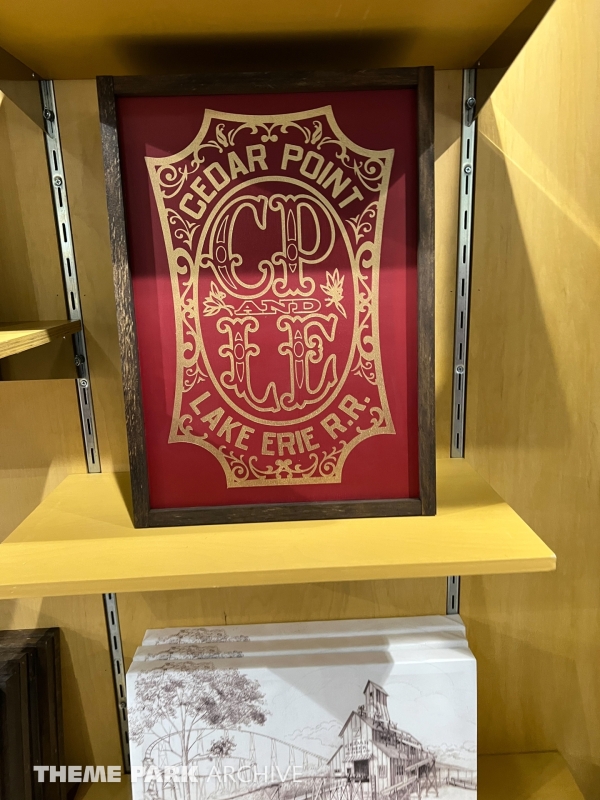 CEDAR POINT
CP
AND
LE
LAKE ERIE R.R.
THEME PARK ARCHIVE